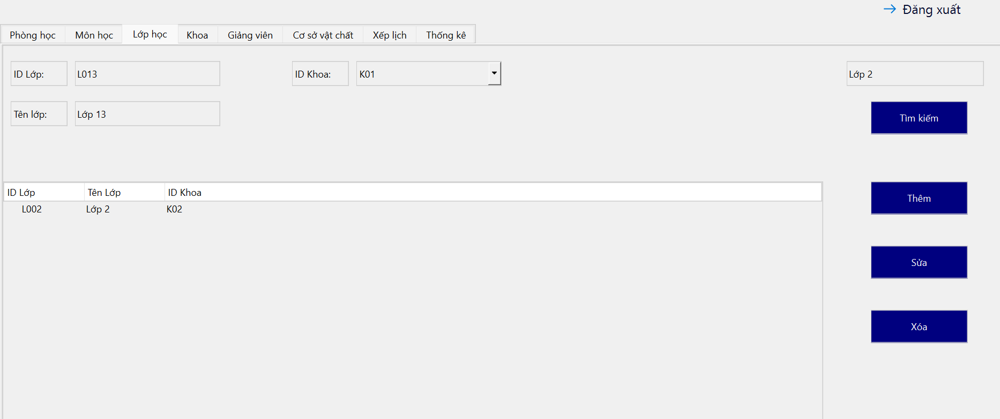 Đăng xuất
Phòng học Môn học Lớp học Khoa Giảng viên Cơ sở vật chất Xếp lịch Thống kê
ID Lớp: L013 ID Khoa: K01 Lớp 2
Tên lớp: Lớp 13 Tìm kiếm
ID Lớp Tên Lớp ID Khoa
Thêm
L002 Lớp 2 K02
Sửa
Xóa